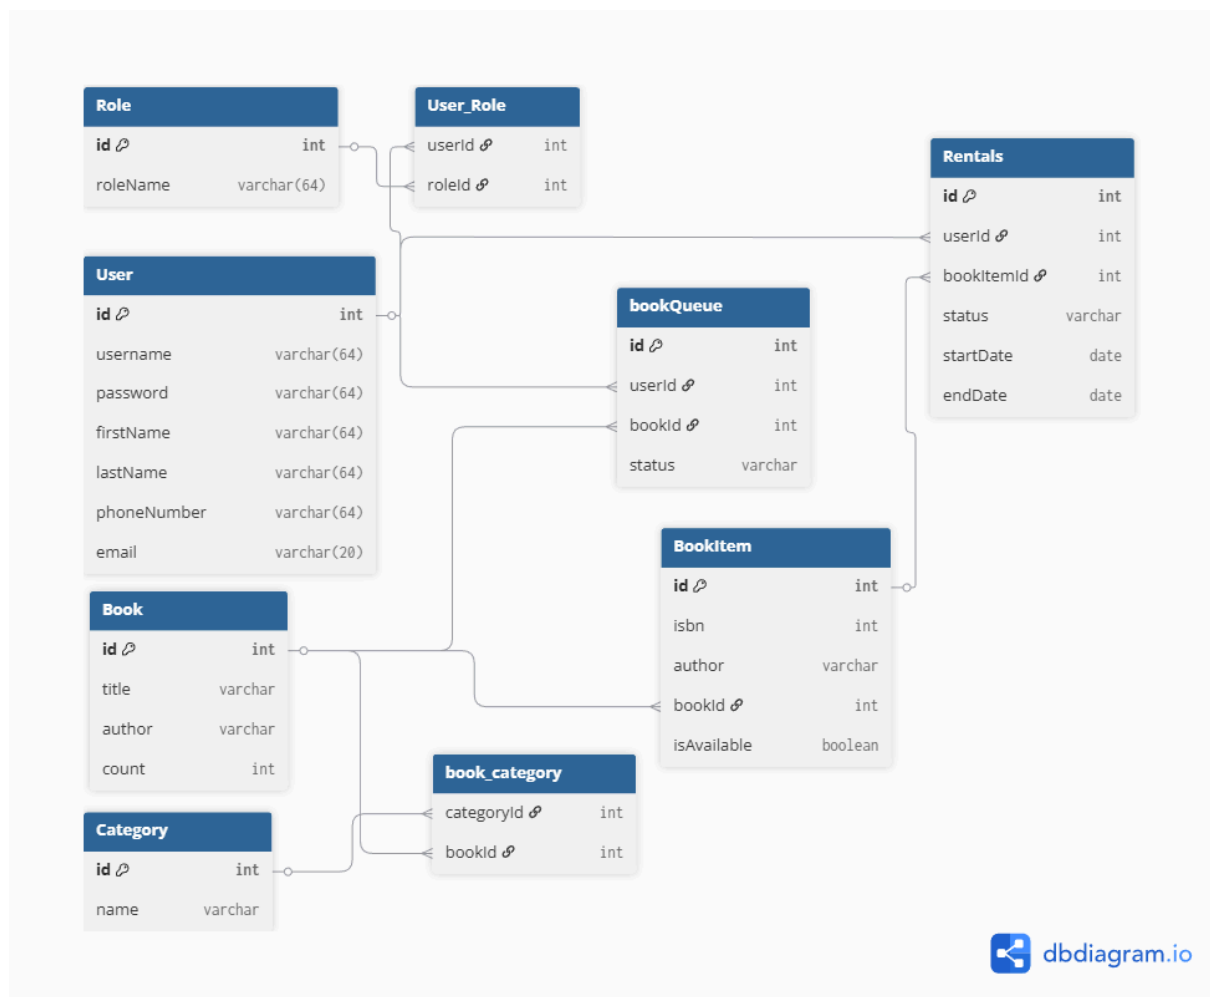 Role
id int
roleName varchar(64)
User_Role
userId int
roleId int
Rentals
id int
userId int
bookItemId int
status varchar
startDate date
endDate date
User
id int
username varchar(64)
password varchar(64)
firstName varchar(64)
lastName varchar(64)
phoneNumber varchar(64)
email varchar(20)
bookQueue
id int
userId int
bookId int
status varchar
BookItem
id int
isbn int
author varchar
bookId int
isAvailable boolean
Book
id int
title varchar
author varchar
count int
book_category
categoryId int
bookId int
Category
id int
name varchar
dbdiagram.io